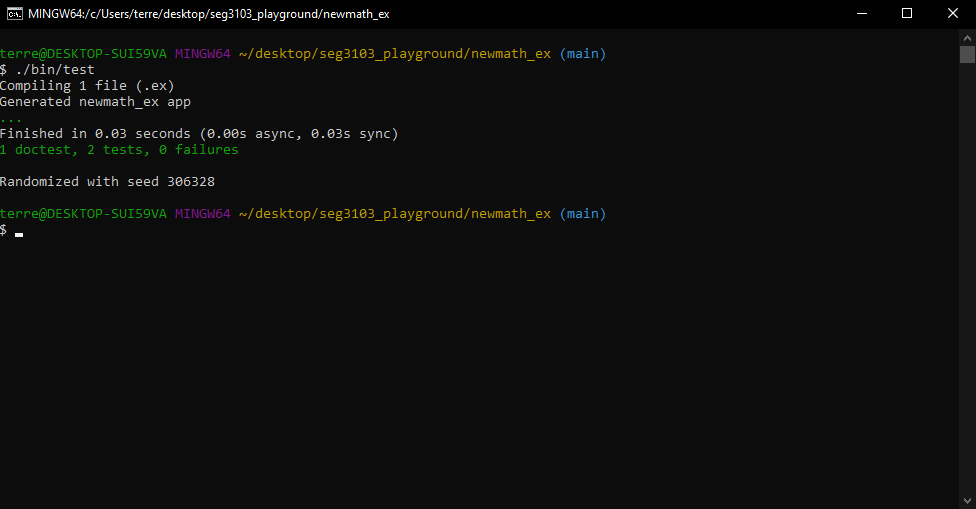 MINGW64:/c/Users/terre/desktop/seg3103_playground/newmath_ex
terre@DESKTOP-SUI59VA MINGW64 ~/desktop/seg3103_playground/newmath_ex (main)
$ ./bin/test
Compiling 1 file (.ex)
Generated newmath_ex app
...
Finished in 0.03 seconds (0.00s async, 0.03s sync)
1 doctest, 2 tests, 0 failures
Randomized with seed 306328
terre@DESKTOP-SUI59VA MINGW64 ~/desktop/seg3103_playground/newmath_ex (main)
$